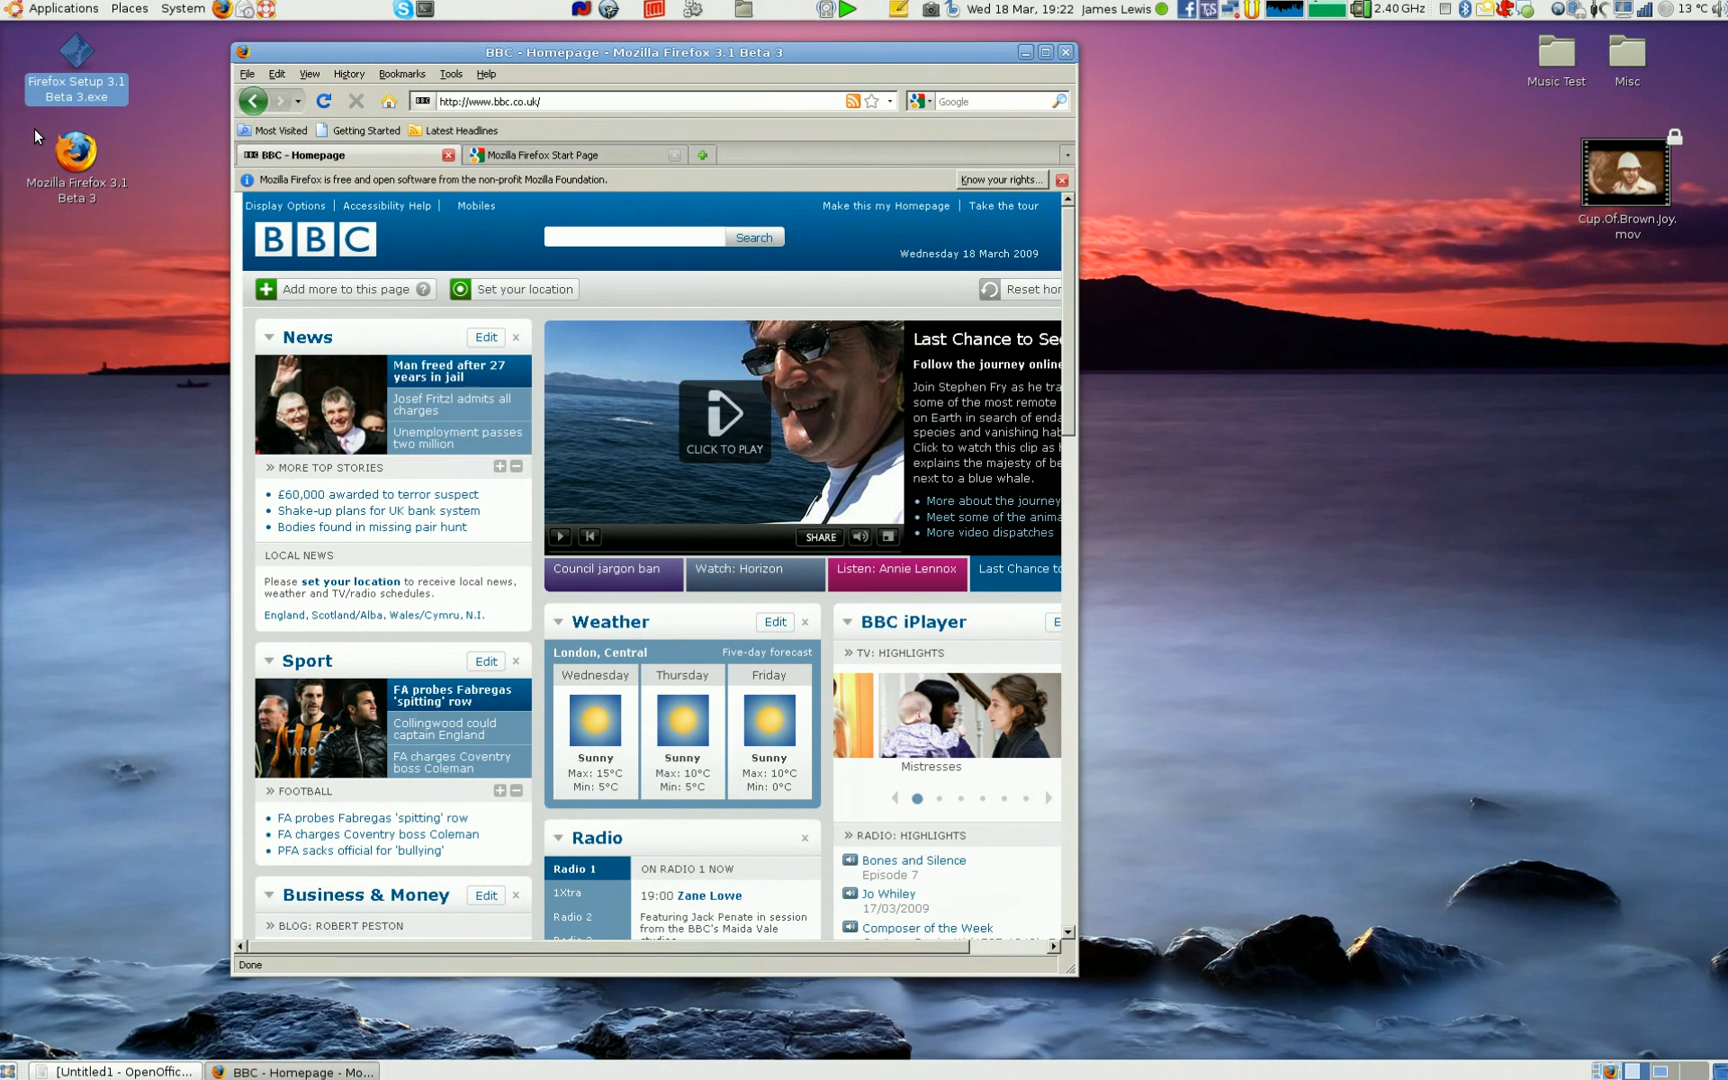 Applications Places System
Wed 18 Mar, 19:22 James Lewis
2.40 GHz
13 °C
Firefox Setup 3.1
Beta 3.exe
Mozilla Firefox 3.1
Beta 3
Music Test
Misc
Cup.Of.Brown.Joy.
mov
BBC - Homepage - Mozilla Firefox 3.1 Beta 3
File Edit View History Bookmarks Tools Help
http://www.bbc.co.uk/
Google
Most Visited Getting Started Latest Headlines
BBC - Homepage
Mozilla Firefox Start Page
Mozilla Firefox is free and open software from the non-profit Mozilla Foundation.
Know your rights...
Display Options | Accessibility Help | Mobiles
Make this my Homepage | Take the tour
BBC
Search
Wednesday 18 March 2009
Add more to this page ?
Set your location
Reset hom
News
Edit
Man freed after 27
years in jail
Josef Fritzl admits all
charges
Unemployment passes
two million
MORE TOP STORIES
£60,000 awarded to terror suspect
Shake-up plans for UK bank system
Bodies found in missing pair hunt
LOCAL NEWS
Please set your location to receive local news,
weather and TV/radio schedules.
England, Scotland/Alba, Wales/Cymru, N.I.
CLICK TO PLAY
SHARE
Last Chance to See
Follow the journey online
Join Stephen Fry as he tra
some of the most remote
on Earth in search of enda
species and vanishing hab
Click to watch this clip as h
explains the majesty of be
next to a blue whale.
More about the journey
Meet some of the anima
More video dispatches
Council jargon ban
Watch: Horizon
Listen: Annie Lennox
Last Chance to
Sport
Edit
FA probes Fabregas
'spitting' row
Collingwood could
captain England
FA charges Coventry
boss Coleman
FOOTBALL
FA probes Fabregas 'spitting' row
FA charges Coventry boss Coleman
PFA sacks official for 'bullying'
Business & Money
Edit
BLOG: ROBERT PESTON
Weather
Edit
London, Central
Five-day forecast
Wednesday Thursday Friday
Sunny Sunny Sunny
Max: 15°C Max: 10°C Max: 10°C
Min: 5°C Min: 5°C Min: 0°C
Radio
Radio 1
1Xtra
Radio 2
ON RADIO 1 NOW
19:00 Zane Lowe
Featuring Jack Penate in session
from the BBC's Maida Vale
BBC iPlayer
E
TV: HIGHLIGHTS
Mistresses
RADIO: HIGHLIGHTS
Bones and Silence
Episode 7
Jo Whiley
17/03/2009
Composer of the Week
Done
[Untitled1 - OpenOffic...
BBC - Homepage - Mo...